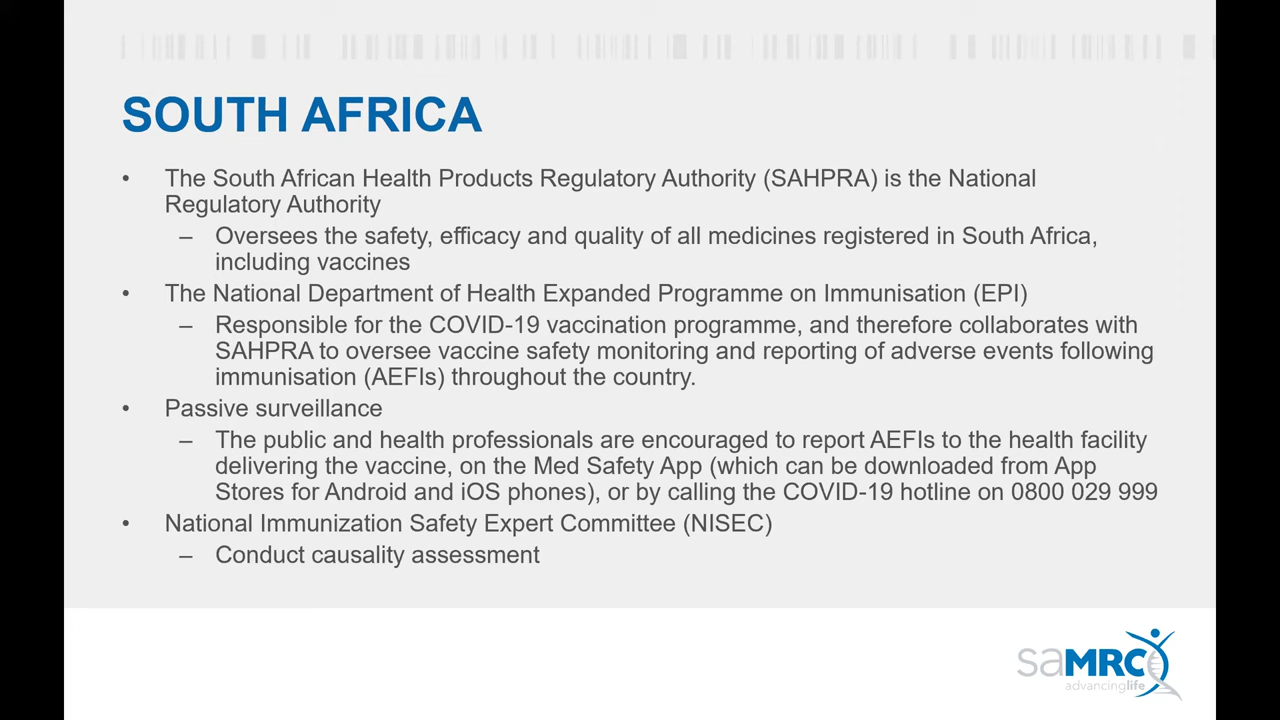 SOUTH AFRICA
• The South African Health Products Regulatory Authority (SAHPRA) is the National
Regulatory Authority
– Oversees the safety, efficacy and quality of all medicines registered in South Africa,
including vaccines
• The National Department of Health Expanded Programme on Immunisation (EPI)
– Responsible for the COVID-19 vaccination programme, and therefore collaborates with
SAHPRA to oversee vaccine safety monitoring and reporting of adverse events following
immunisation (AEFIs) throughout the country.
• Passive surveillance
– The public and health professionals are encouraged to report AEFIs to the health facility
delivering the vaccine, on the Med Safety App (which can be downloaded from App
Stores for Android and iOS phones), or by calling the COVID-19 hotline on 0800 029 999
• National Immunization Safety Expert Committee (NISEC)
– Conduct causality assessment
saMRC
advancinglife